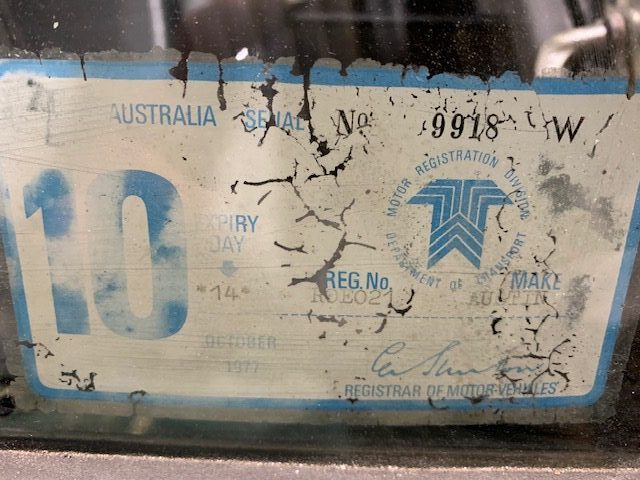 AUSTRALIA SERIAL No 9918 W
10
EXPIRY
DAY
*14*
OCTOBER
1977
MOTOR REGISTRATION DIVISION
DEPARTMENT OF TRANSPORT
REG.No. MAKE
AUSTIN
REGISTRAR OF MOTOR VEHICLES